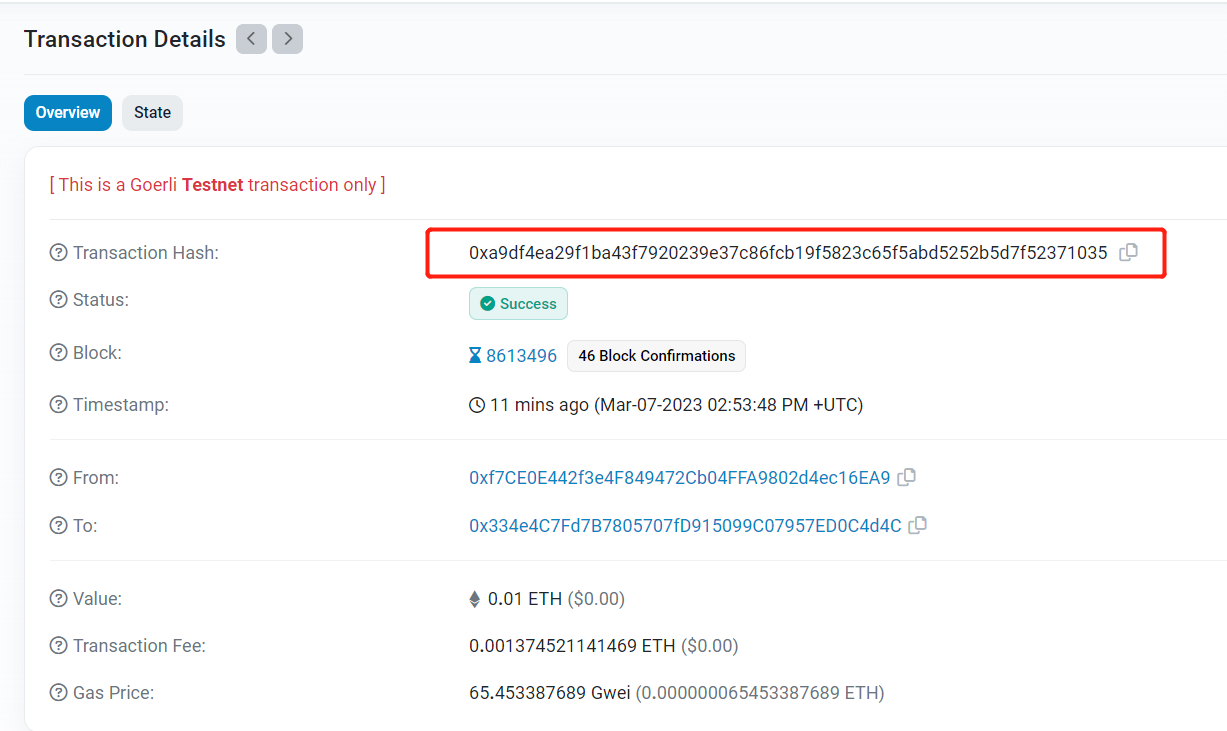 Transaction Details
Overview State
[ This is a Goerli Testnet transaction only ]
Transaction Hash: 0xa9df4ea29f1ba43f7920239e37c86fcb19f5823c65f5abd5252b5d7f52371035
Status: Success
Block: 8613496 46 Block Confirmations
Timestamp: 11 mins ago (Mar-07-2023 02:53:48 PM +UTC)
From: 0xf7CE0E442f3e4F849472Cb04FFA9802d4ec16EA9
To: 0x334e4C7Fd7B7805707fD915099C07957ED0C4d4C
Value: 0.01 ETH ($0.00)
Transaction Fee: 0.001374521141469 ETH ($0.00)
Gas Price: 65.453387689 Gwei (0.000000065453387689 ETH)